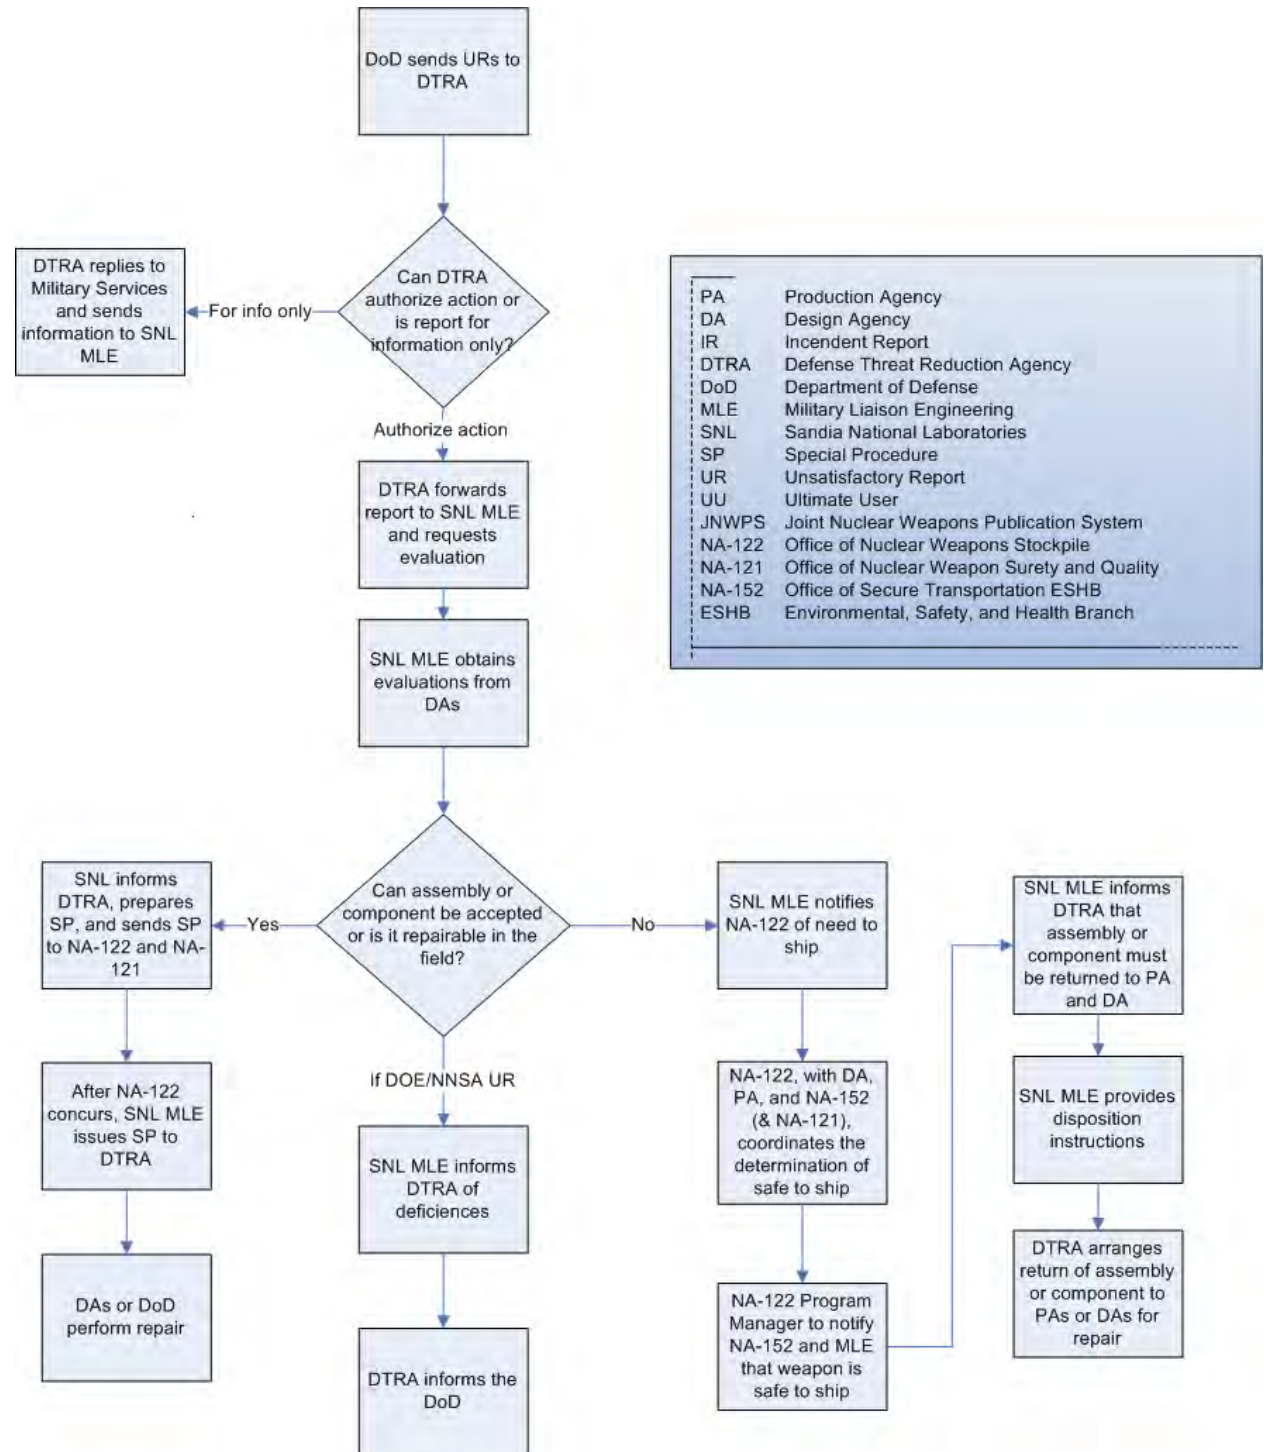 DoD sends URs to
DTRA
DTRA replies to
Military Services
and sends
information to SNL
MLE
For info only
Can DTRA
authorize action or
is report for
information only?
Authorize action
DTRA forwards
report to SNL MLE
and requests
evaluation
SNL MLE obtains
evaluations from
DAs
PA Production Agency
DA Design Agency
IR Incendent Report
DTRA Defense Threat Reduction Agency
DoD Department of Defense
MLE Military Liaison Engineering
SNL Sandia National Laboratories
SP Special Procedure
UR Unsatisfactory Report
UU Ultimate User
JNWPS Joint Nuclear Weapons Publication System
NA-122 Office of Nuclear Weapons Stockpile
NA-121 Office of Nuclear Weapon Surety and Quality
NA-152 Office of Secure Transportation ESHB
ESHB Environmental, Safety, and Health Branch
Can assembly or
component be accepted
or is it repairable in the
field?
Yes
SNL informs
DTRA, prepares
SP, and sends SP
to NA-122 and NA-
121
After NA-122
concurs, SNL MLE
issues SP to
DTRA
DAs or DoD
perform repair
If DOE/NNSA UR
SNL MLE informs
DTRA of
deficiences
DTRA informs the
DoD
No
SNL MLE notifies
NA-122 of need to
ship
NA-122, with DA,
PA, and NA-152
(& NA-121),
coordinates the
determination of
safe to ship
NA-122 Program
Manager to notify
NA-152 and MLE
that weapon is
safe to ship
SNL MLE informs
DTRA that
assembly or
component must
be returned to PA
and DA
SNL MLE provides
disposition
instructions
DTRA arranges
return of assembly
or component to
PAs or DAs for
repair